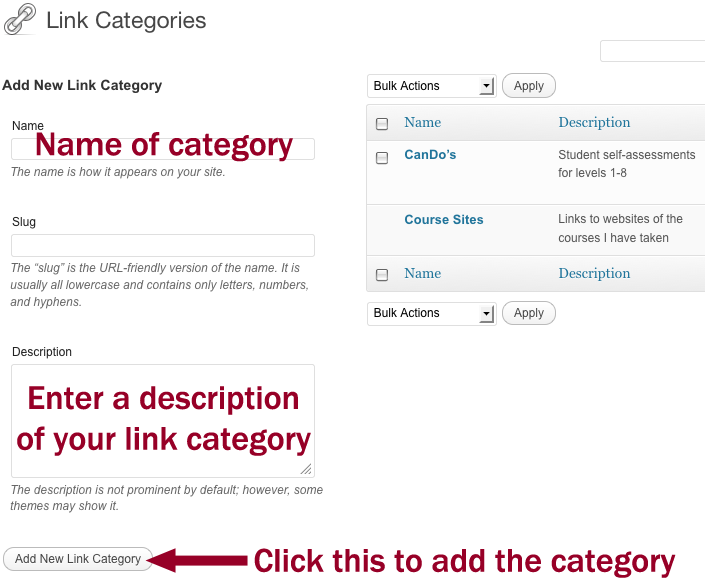 Link Categories
Add New Link Category
Name
Name of category
The name is how it appears on your site.
Slug
The “slug” is the URL-friendly version of the name. It is
usually all lowercase and contains only letters, numbers,
and hyphens.
Description
Enter a description
of your link category
The description is not prominent by default; however, some
themes may show it.
Add New Link Category
Click this to add the category
Bulk Actions
Apply
Name
Description
CanDo’s
Student self-assessments
for levels 1-8
Course Sites
Links to websites of the
courses I have taken
Name
Description
Bulk Actions
Apply